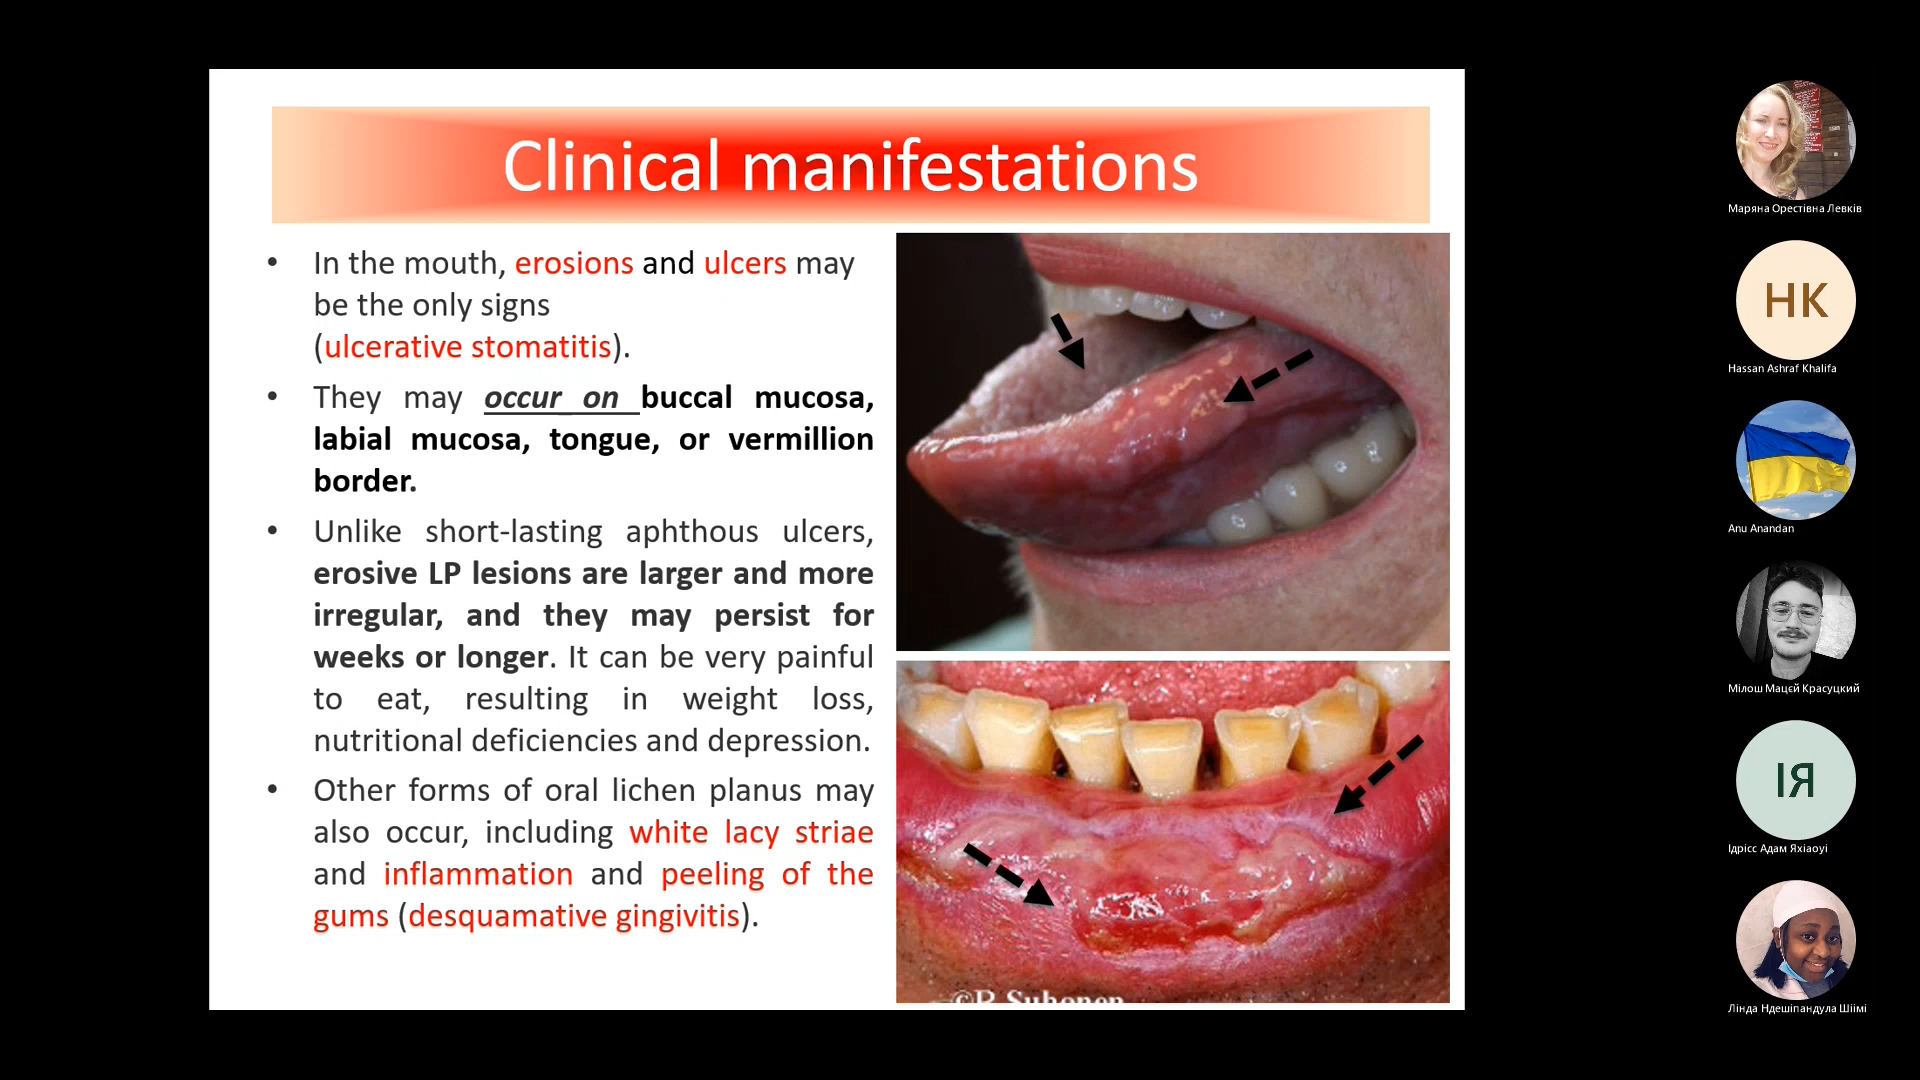 Clinical manifestations
• In the mouth, erosions and ulcers may
be the only signs
(ulcerative stomatitis).
• They may occur on buccal mucosa,
labial mucosa, tongue, or vermillion
border.
• Unlike short-lasting aphthous ulcers,
erosive LP lesions are larger and more
irregular, and they may persist for
weeks or longer. It can be very painful
to eat, resulting in weight loss,
nutritional deficiencies and depression.
• Other forms of oral lichen planus may
also occur, including white lacy striae
and inflammation and peeling of the
gums (desquamative gingivitis).
©P. Suhonen
Маряна Орестівна Левків
HK
Hassan Ashraf Khalifa
Anu Anandan
Мілош Мацєй Красуцкий
ІЯ
Ідрісс Адам Яхіаоуі
Лінда Ндешіпандула Шіімі